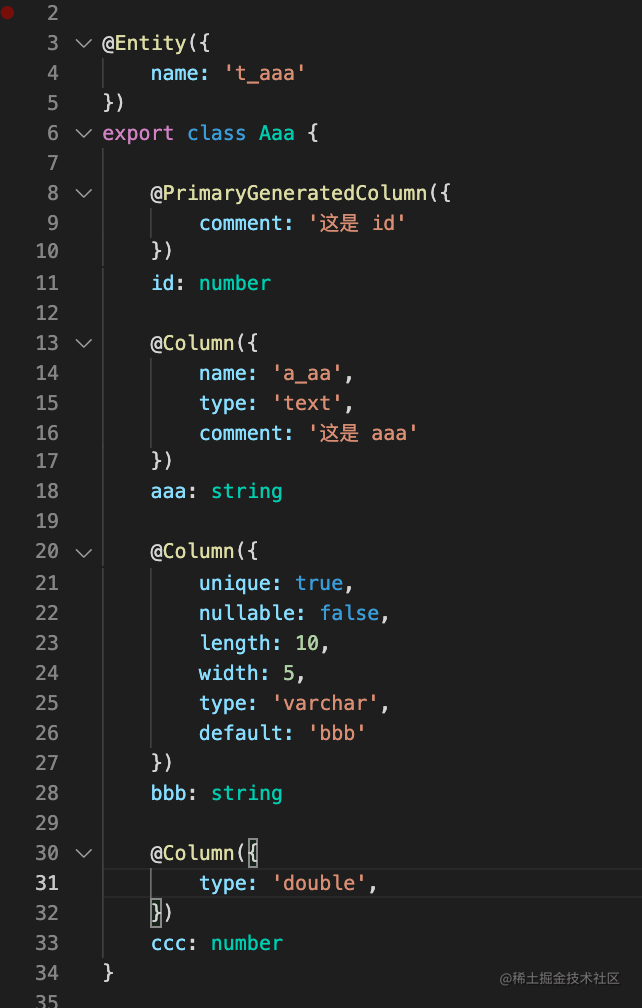 2
3 @Entity({
4     name: 't_aaa'
5 })
6 export class Aaa {
7
8     @PrimaryGeneratedColumn({
9         comment: '这是 id'
10     })
11     id: number
12
13     @Column({
14         name: 'a_aa',
15         type: 'text',
16         comment: '这是 aaa'
17     })
18     aaa: string
19
20     @Column({
21         unique: true,
22         nullable: false,
23         length: 10,
24         width: 5,
25         type: 'varchar',
26         default: 'bbb'
27     })
28     bbb: string
29
30     @Column({
31         type: 'double',
32     })
33     ccc: number
34 }
@稀土掘金技术社区
35